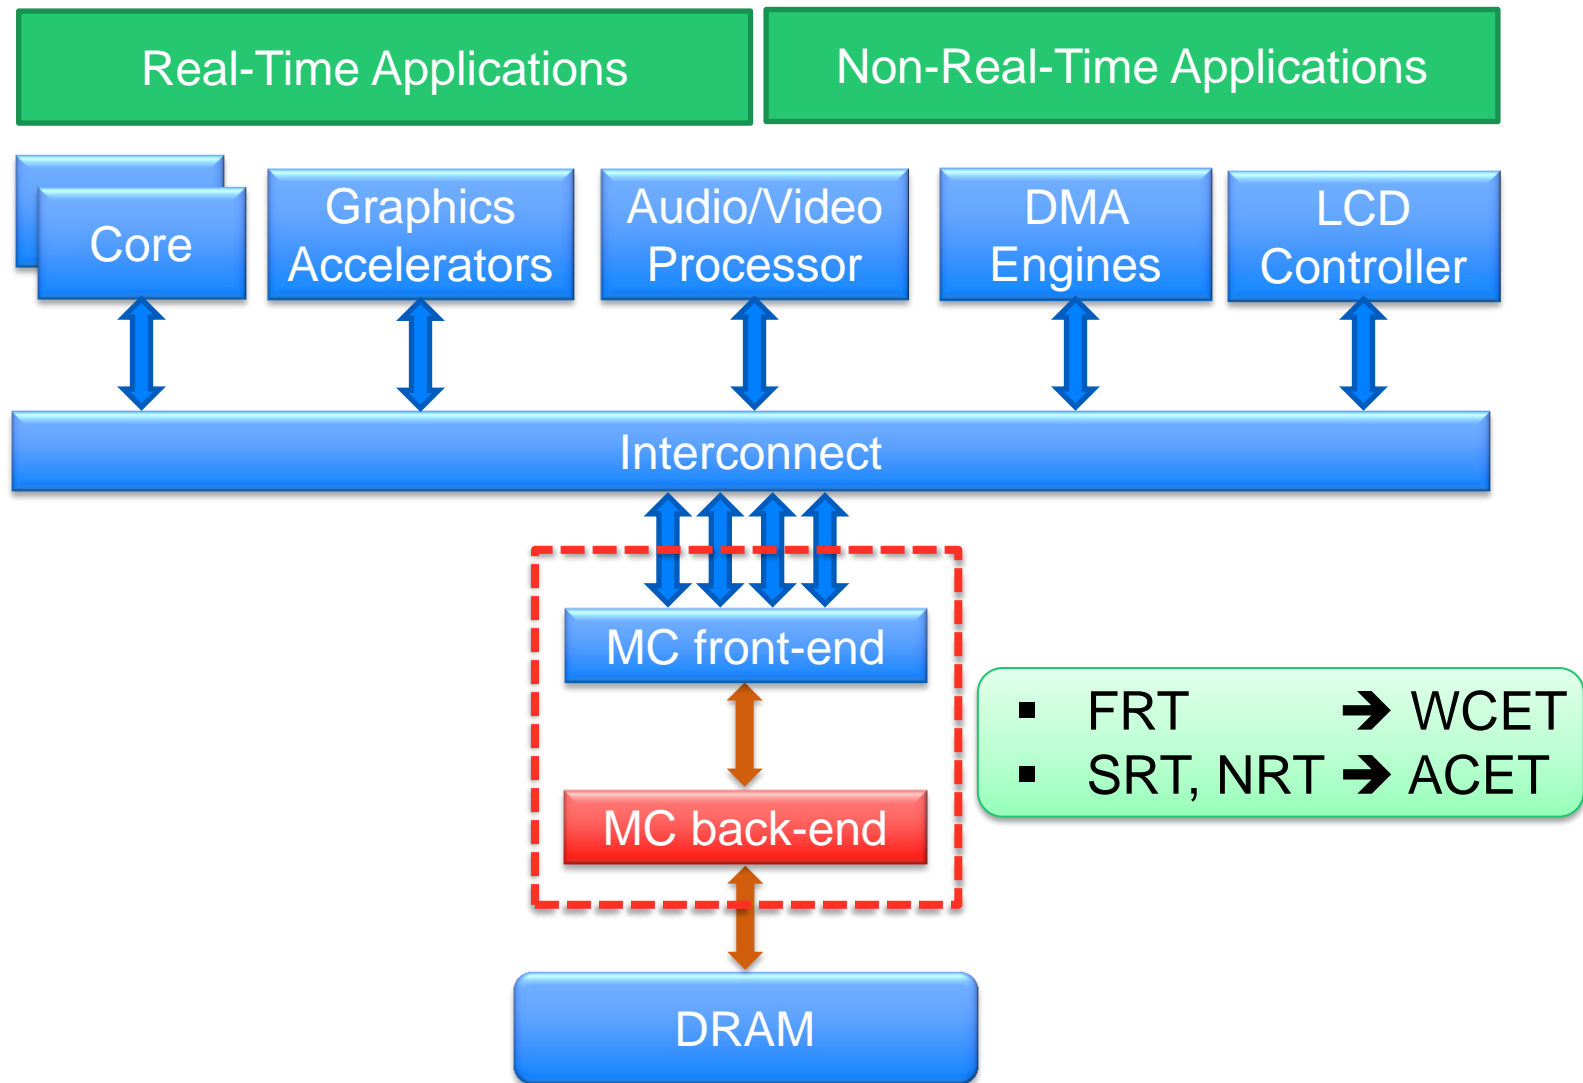 Real-Time Applications
Non-Real-Time Applications
Core
Graphics
Accelerators
Audio/Video
Processor
DMA
Engines
LCD
Controller
Interconnect
MC front-end
▪ FRT ➔ WCET
▪ SRT, NRT ➔ ACET
MC back-end
DRAM